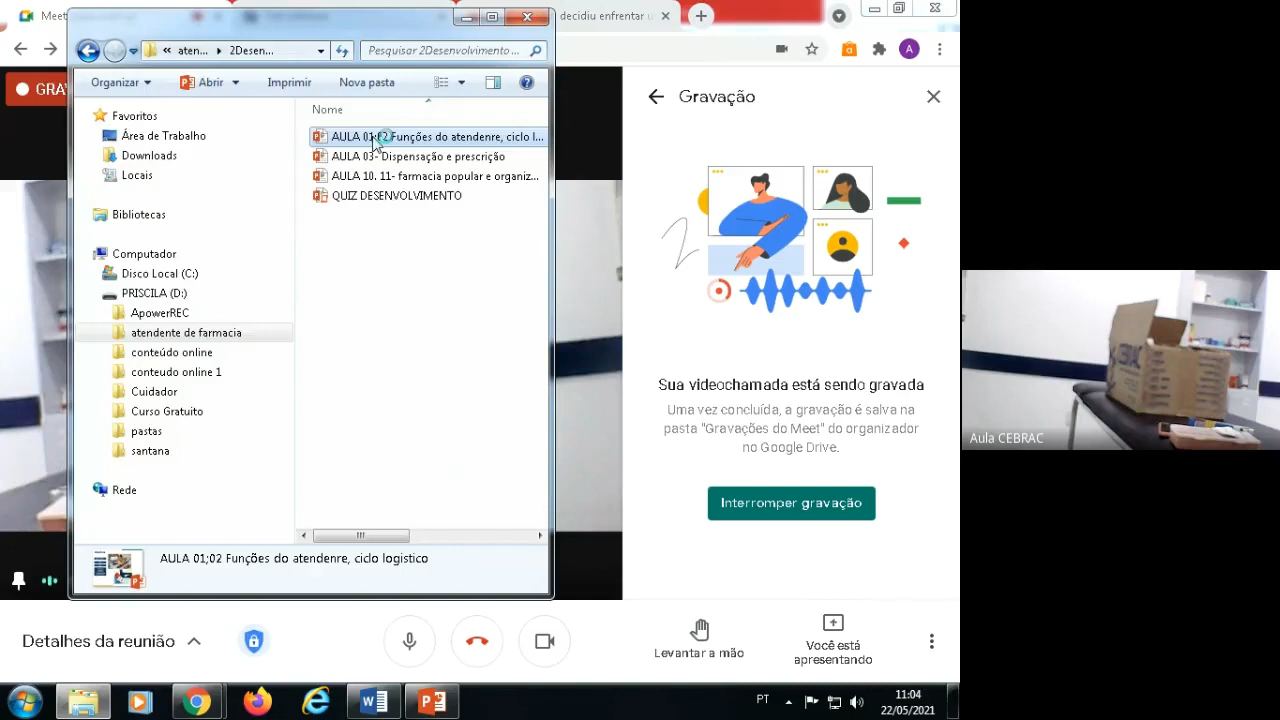 Meet
decidiu enfrentar u
GRA
aten...
2Desen...
Pesquisar 2Desenvolvimento ...
Organizar
Abrir
Imprimir
Nova pasta
Nome
Favoritos
Área de Trabalho
Downloads
Locais
Bibliotecas
Computador
Disco Local (C:)
PRISCILA (D:)
ApowerREC
atendente de farmacia
conteúdo online
conteudo online 1
Cuidador
Curso Gratuito
pastas
santana
Rede
AULA 01;02 Funções do atendenre, ciclo l...
AULA 03- Dispensação e prescrição
AULA 10. 11- farmacia popular e organiz...
QUIZ DESENVOLVIMENTO
AULA 01;02 Funções do atendenre, ciclo logistico
A
Gravação
Sua videochamada está sendo gravada
Uma vez concluída, a gravação é salva na
pasta "Gravações do Meet" do organizador
no Google Drive.
Interromper gravação
Aula CEBRAC
Detalhes da reunião
Levantar a mão
Você está
apresentando
PT
11:04
22/05/2021